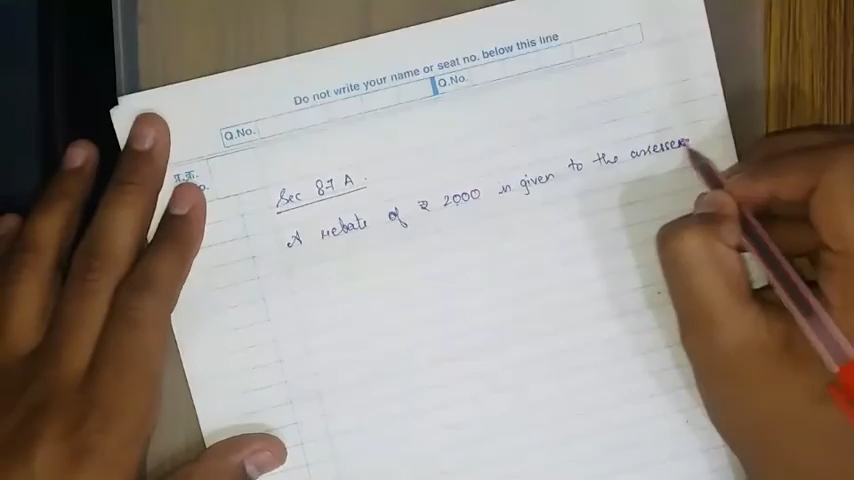 Do not write your name or seat no. below this line
Q.No. Q.No.
प्र.क्र.
o.
Sec 87 A.
A rebate of ₹ 2000 is given to the assessee